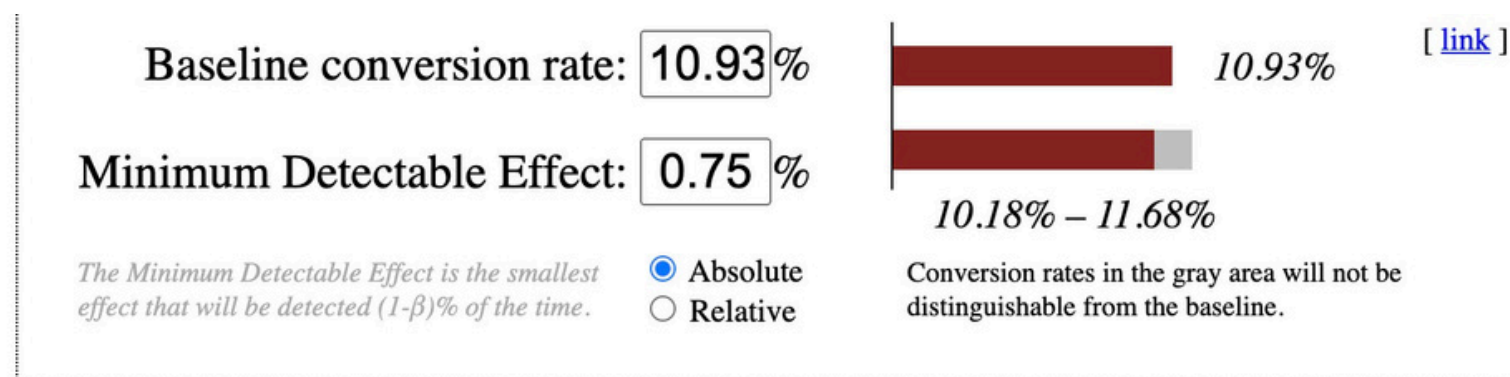 Baseline conversion rate: 10.93%
10.93%
[ link ]
Minimum Detectable Effect: 0.75%
10.18% – 11.68%
The Minimum Detectable Effect is the smallest
effect that will be detected (1-β)% of the time.
Absolute
Relative
Conversion rates in the gray area will not be
distinguishable from the baseline.